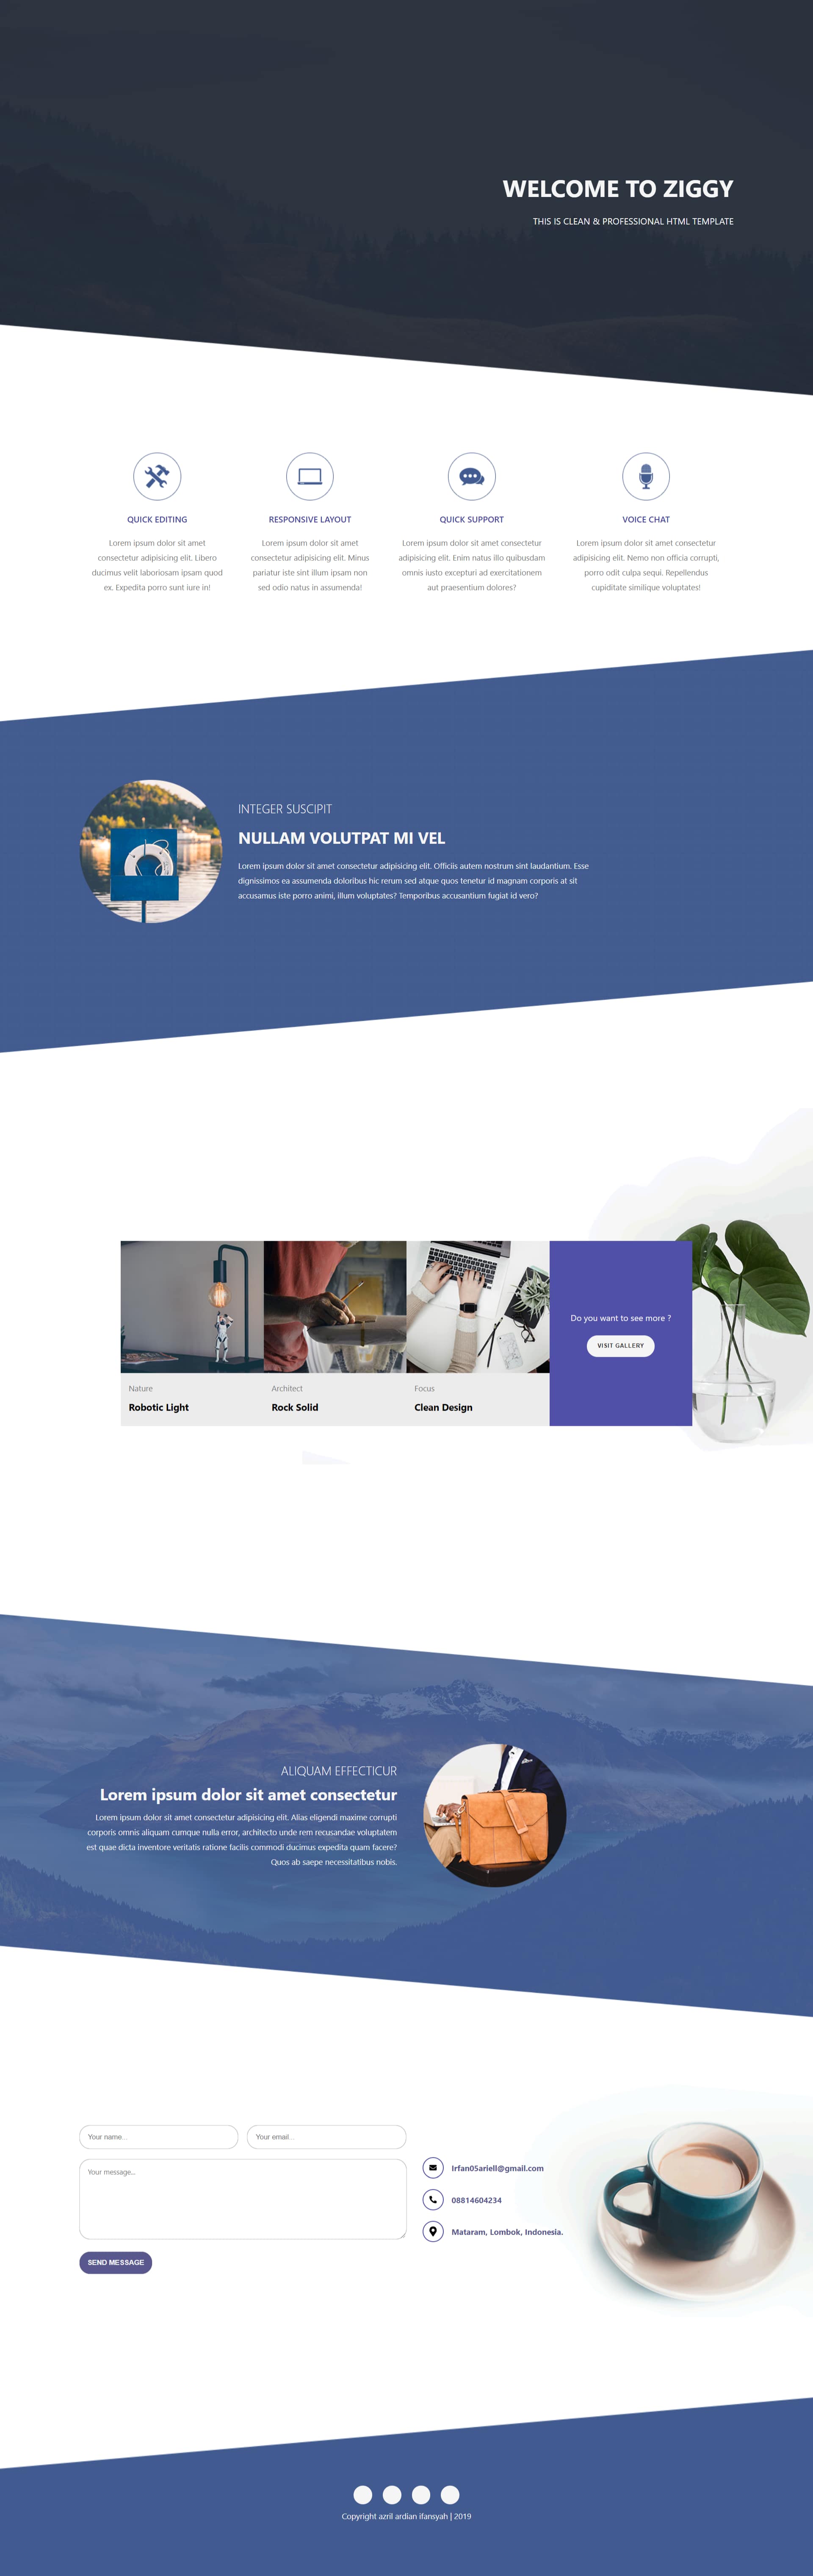 WELCOME TO ZIGGY
THIS IS CLEAN & PROFESSIONAL HTML TEMPLATE
QUICK EDITING
Lorem ipsum dolor sit amet
consectetur adipisicing elit. Libero
ducimus velit laboriosam ipsam quod
ex. Expedita porro sunt iure in!
RESPONSIVE LAYOUT
Lorem ipsum dolor sit amet
consectetur adipisicing elit. Minus
pariatur iste sint illum ipsam non
sed odio natus in assumenda!
QUICK SUPPORT
Lorem ipsum dolor sit amet consectetur
adipisicing elit. Enim natus illo quibusdam
omnis iusto excepturi ad exercitationem
aut praesentium dolores?
VOICE CHAT
Lorem ipsum dolor sit amet consectetur
adipisicing elit. Nemo non officia corrupti,
porro odit culpa sequi. Repellendus
cupiditate similique voluptates!
INTEGER SUSCIPIT
NULLAM VOLUTPAT MI VEL
Lorem ipsum dolor sit amet consectetur adipisicing elit. Officiis autem nostrum sint laudantium. Esse
dignissimos ea assumenda doloribus hic rerum sed atque quos tenetur id magnam corporis at sit
accusamus iste porro animi, illum voluptates? Temporibus accusantium fugiat id vero?
Nature
Robotic Light
Architect
Rock Solid
Focus
Clean Design
Do you want to see more ?
VISIT GALLERY
ALIQUAM EFFECTICUR
Lorem ipsum dolor sit amet consectetur
Lorem ipsum dolor sit amet consectetur adipisicing elit. Alias eligendi maxime corrupti
corporis omnis aliquam cumque nulla error, architecto unde rem recusandae voluptatem
est quae dicta inventore veritatis ratione facilis commodi ducimus expedita quam facere?
Quos ab saepe necessitatibus nobis.
Your name...
Your email...
Your message...
SEND MESSAGE
Irfan05ariell@gmail.com
08814604234
Mataram, Lombok, Indonesia.
Copyright azril ardian ifansyah | 2019